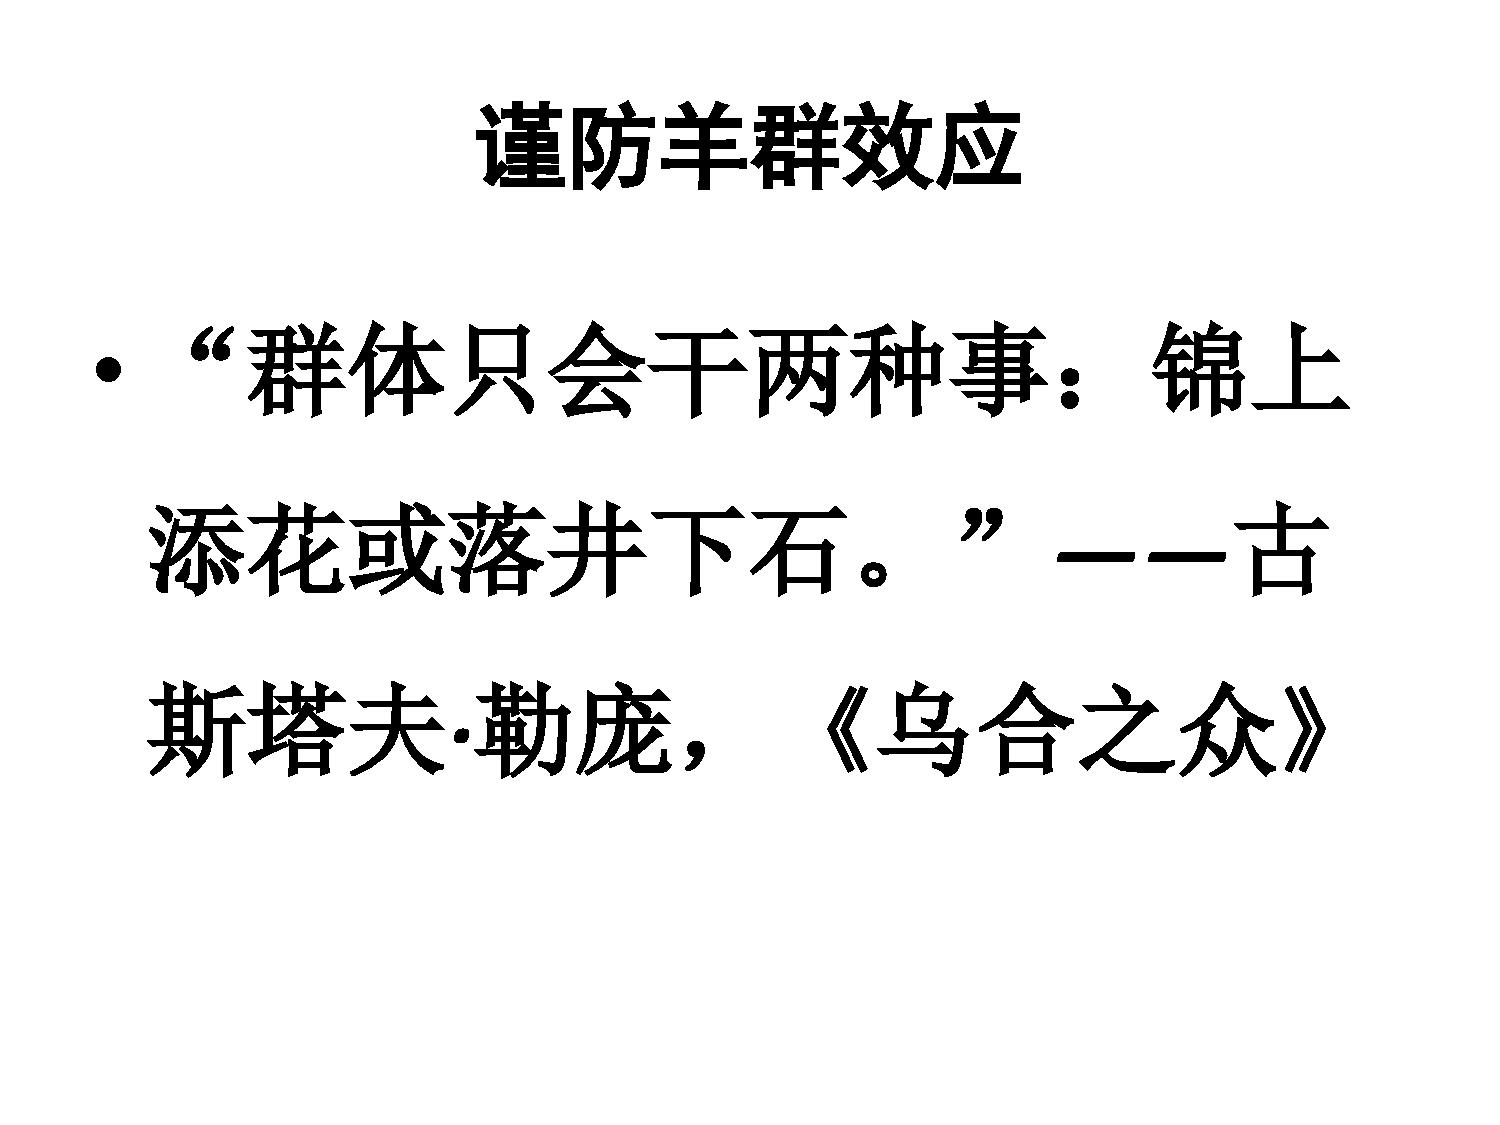 谨防羊群效应
• “群体只会干两种事：锦上
添花或落井下石。”——古
斯塔夫·勒庞，《乌合之众》